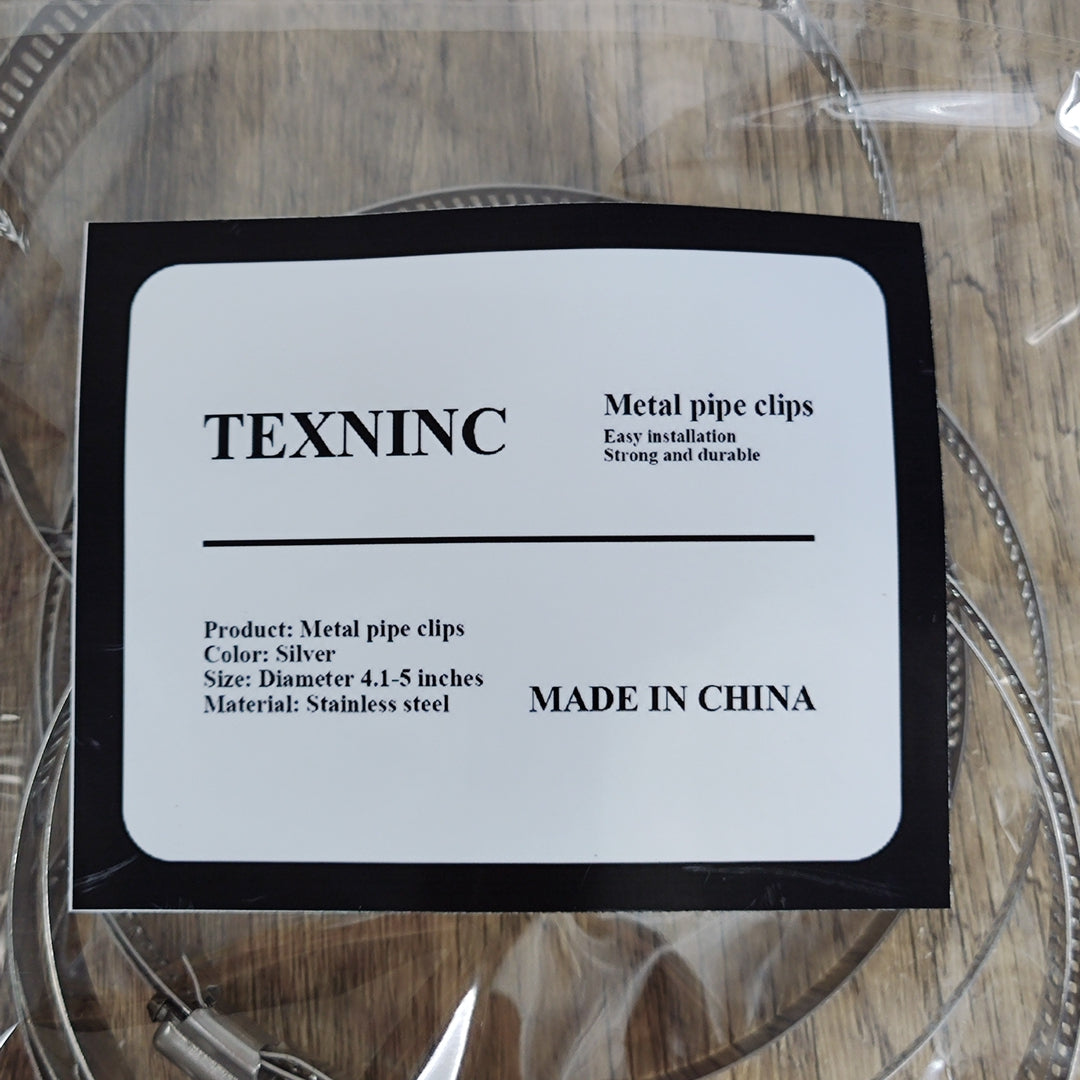 TEXNINC
Metal pipe clips
Easy installation
Strong and durable
Product: Metal pipe clips
Color: Silver
Size: Diameter 4.1-5 inches
Material: Stainless steel
MADE IN CHINA